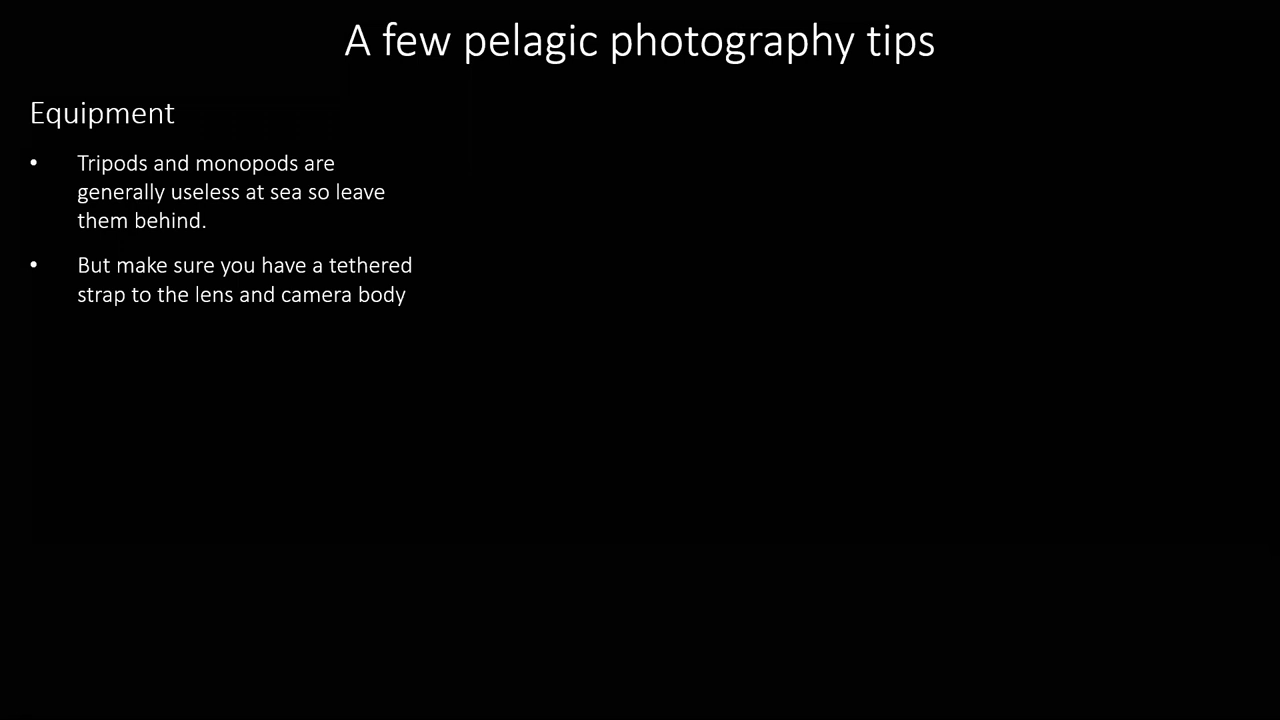 A few pelagic photography tips
Equipment
• Tripods and monopods are
generally useless at sea so leave
them behind.
• But make sure you have a tethered
strap to the lens and camera body